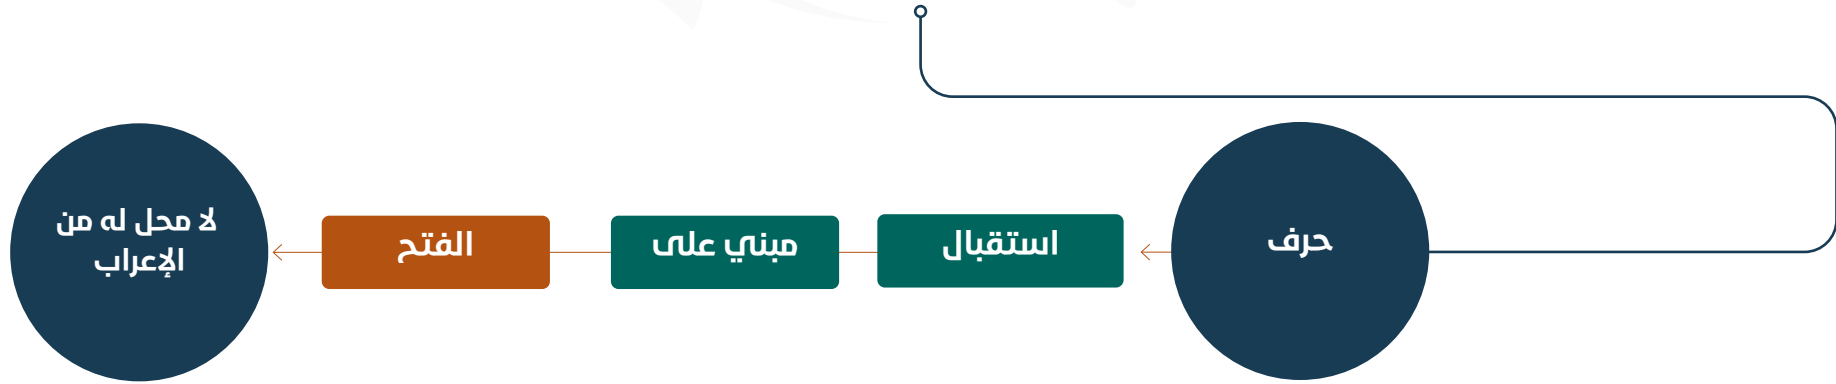 حرف
استقبال
مبني على
الفتح
لا محل له من
الإعراب